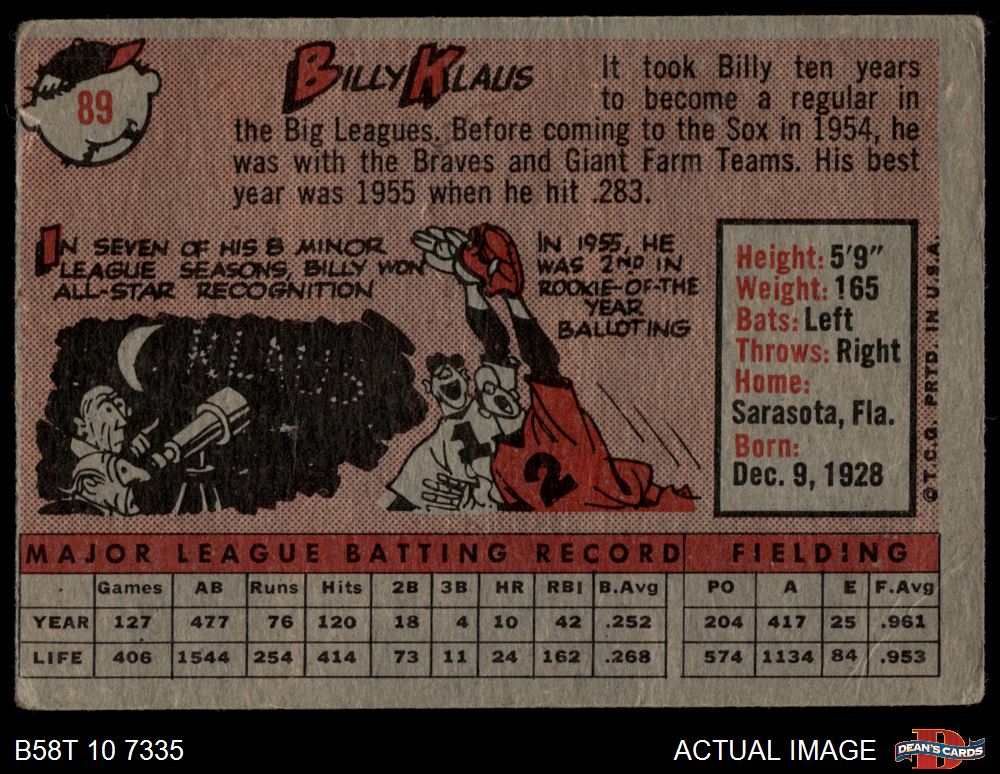 89
BILLY KLAUS
It took Billy ten years
to become a regular in
the Big Leagues. Before coming to the Sox in 1954, he
was with the Braves and Giant Farm Teams. His best
year was 1955 when he hit .283.
IN SEVEN OF HIS 8 MINOR
LEAGUE SEASONS, BILLY WON
ALL-STAR RECOGNITION
KLAUS
IN 1955, HE
WAS 2ND IN
ROOKIE-OF-THE
YEAR
BALLOTING
1
2
Height: 5'9"
Weight: 165
Bats: Left
Throws: Right
Home:
Sarasota, Fla.
Born:
Dec. 9, 1928
© T.C.G. PRTD. IN U.S.A.
MAJOR LEAGUE BATTING RECORD FIELDING
Games AB Runs Hits 2B 3B HR RBI B.Avg PO A E F.Avg
YEAR 127 477 76 120 18 4 10 42 .252 204 417 25 .961
LIFE 406 1544 254 414 73 11 24 162 .268 574 1134 84 .953
B58T 10 7335
ACTUAL IMAGE
D
DEAN'S CARDS